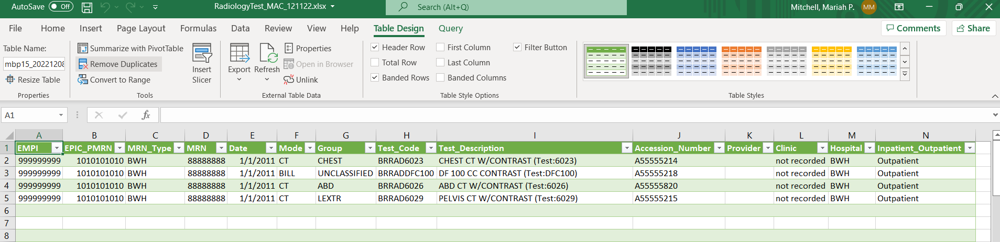 AutoSave Off RadiologyTest_MAC_121122.xlsx Search (Alt+Q) Mitchell, Mariah P. MM
File Home Insert Page Layout Formulas Data Review View Help Table Design Query Comments Share
Table Name: Summarize with PivotTable Properties Header Row First Column Filter Button
mbp15_20221208 Remove Duplicates Insert Slicer Export Refresh Open in Browser Total Row Last Column
Resize Table Convert to Range Unlink Banded Rows Banded Columns
Properties Tools External Table Data Table Style Options Table Styles
A1 fx
A B C D E F G H I J K L M N
1 EMPI EPIC_PMRN MRN_Type MRN Date Mode Group Test_Code Test_Description Accession_Number Provider Clinic Hospital Inpatient_Outpatient
2 999999999 1010101010 BWH 88888888 1/1/2011 CT CHEST BRRAD6023 CHEST CT W/CONTRAST (Test:6023) A55555214 not recorded BWH Outpatient
3 999999999 1010101010 BWH 88888888 1/1/2011 BILL UNCLASSIFIED BRRADDFC100 DF 100 CC CONTRAST (Test:DFC100) A55555218 not recorded BWH Outpatient
4 999999999 1010101010 BWH 88888888 1/1/2011 CT ABD BRRAD6026 ABD CT W/CONTRAST (Test:6026) A55555820 not recorded BWH Outpatient
5 999999999 1010101010 BWH 88888888 1/1/2011 CT LEXTR BRRAD6029 PELVIS CT W/CONTRAST (Test:6029) A55555215 not recorded BWH Outpatient
6
7
8